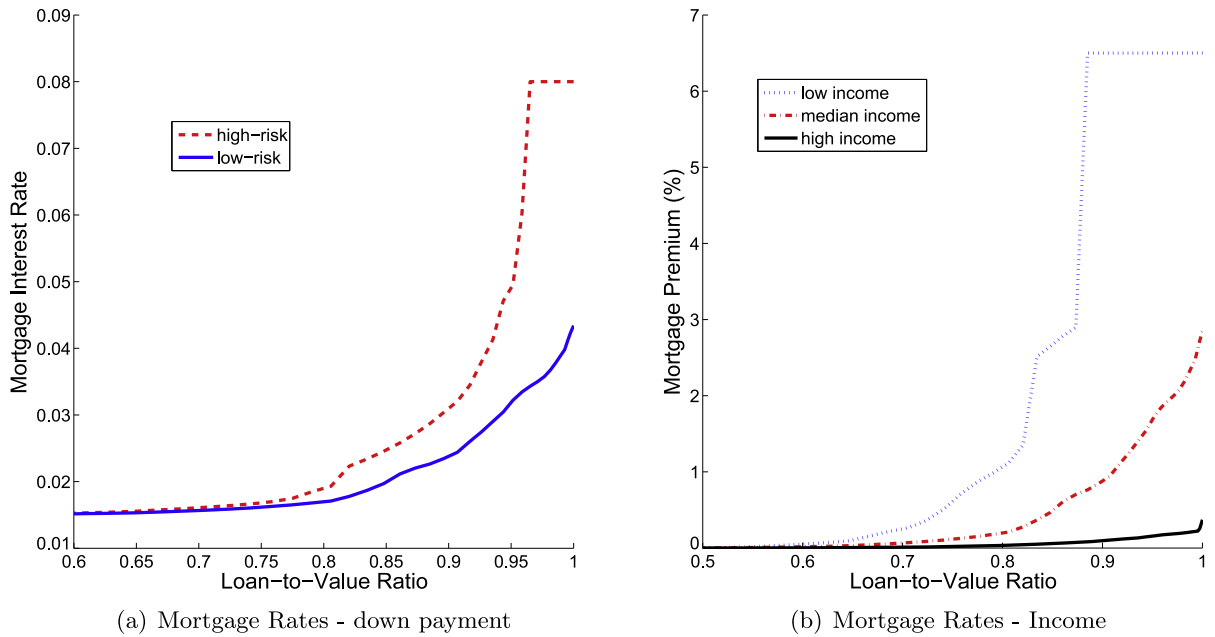 0.09
0.08
0.07
0.06
0.05
0.04
0.03
0.02
0.01
Mortgage Interest Rate
high−risk
low−risk
0.6 0.65 0.7 0.75 0.8 0.85 0.9 0.95 1
Loan−to−Value Ratio
(a) Mortgage Rates - down payment
7
6
5
4
3
2
1
0
Mortgage Premium (%)
low income
median income
high income
0.5 0.6 0.7 0.8 0.9 1
Loan−to−Value Ratio
(b) Mortgage Rates - Income